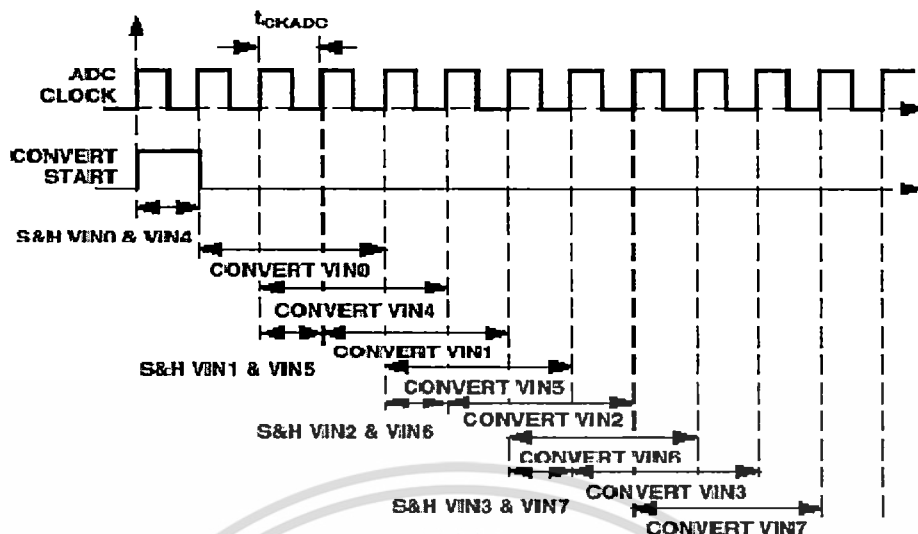 tCKADC
ADC
CLOCK
CONVERT
START
S&H VIN0 & VIN4
CONVERT VIN0
CONVERT VIN4
CONVERT VIN1
S&H VIN1 & VIN5
CONVERT VIN5
CONVERT VIN2
S&H VIN2 & VIN6
CONVERT VIN6
CONVERT VIN3
S&H VIN3 & VIN7
CONVERT VIN7